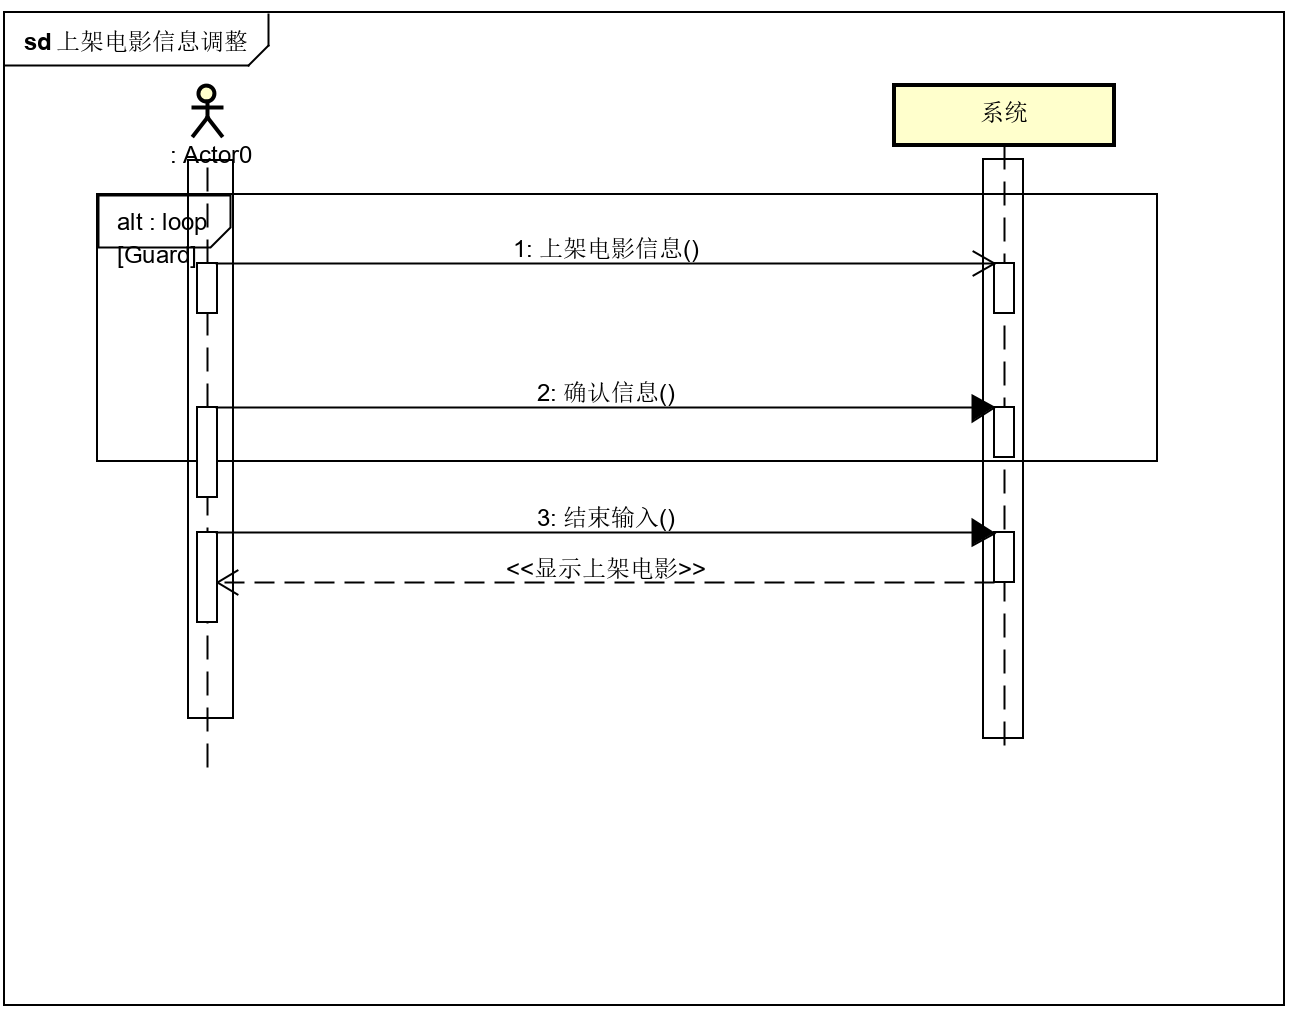 sd 上架电影信息调整
: Actor0
系统
alt : loop
[Guard]
1: 上架电影信息()
2: 确认信息()
3: 结束输入()
<<显示上架电影>>